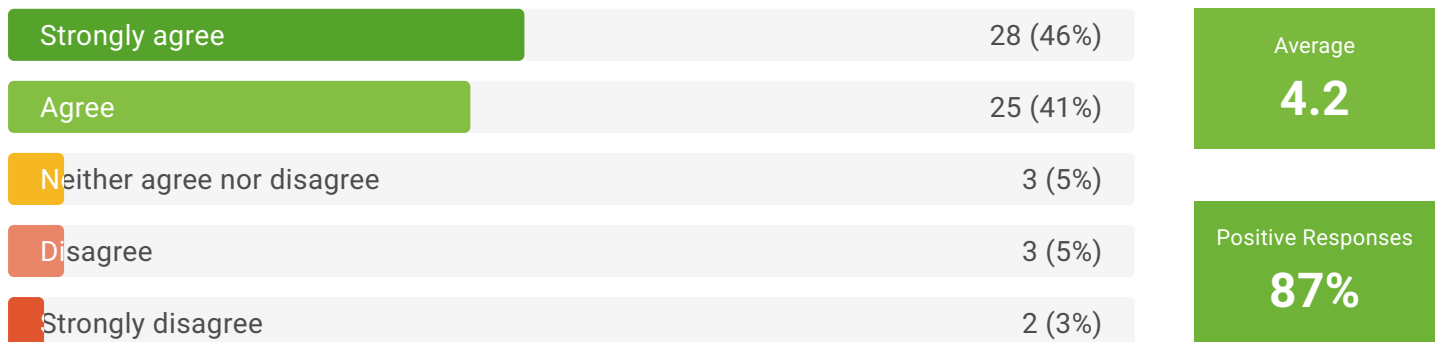 Strongly agree 28 (46%)
Agree 25 (41%)
Neither agree nor disagree 3 (5%)
Disagree 3 (5%)
Strongly disagree 2 (3%)
Average
4.2
Positive Responses
87%